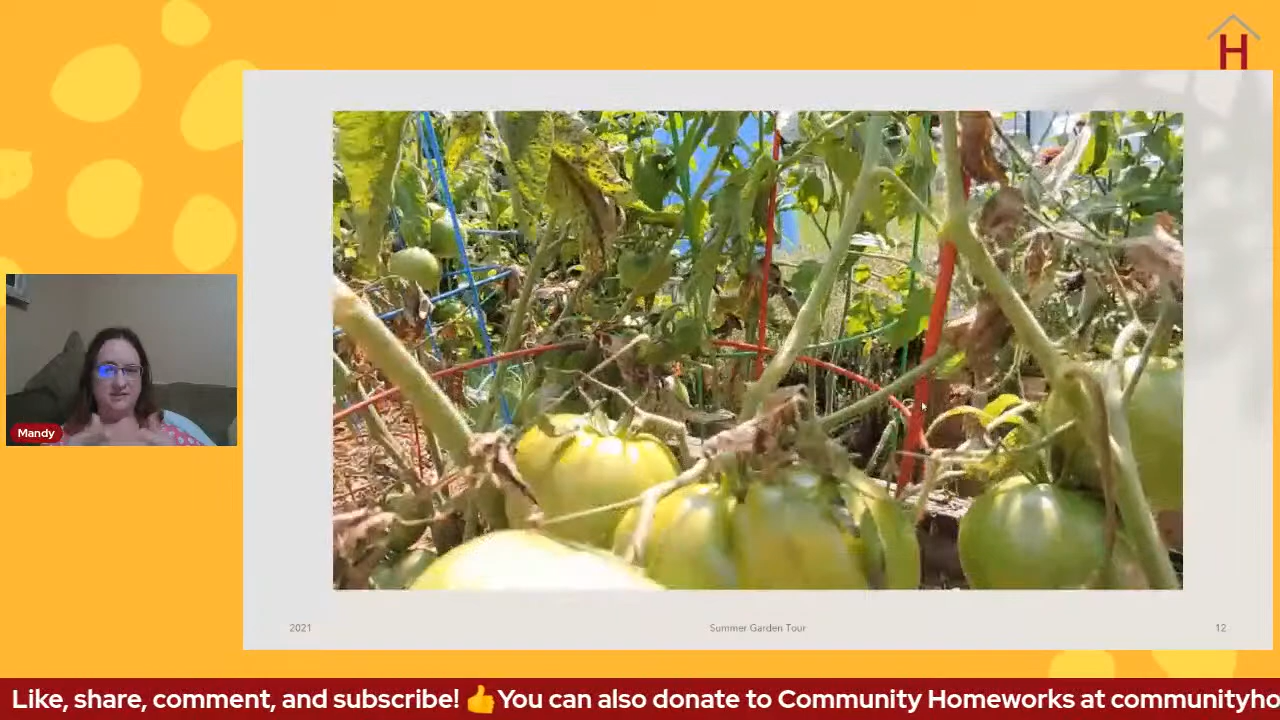 H
Mandy
2021
Summer Garden Tour
12
Like, share, comment, and subscribe! 👍You can also donate to Community Homeworks at communityho